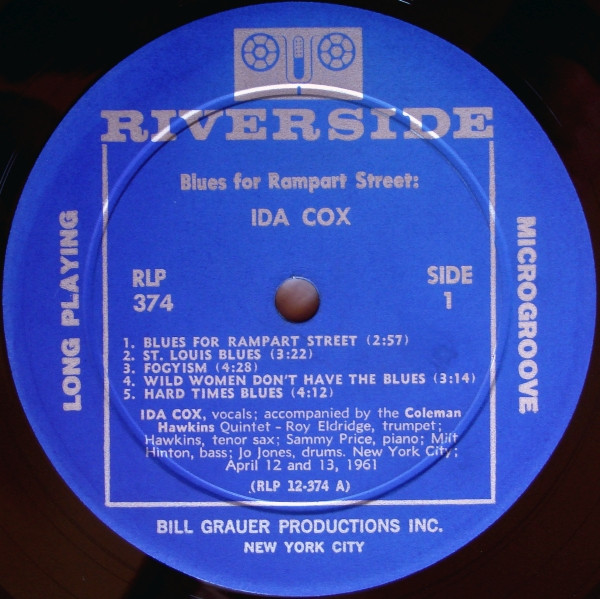 RIVERSIDE
Blues for Rampart Street:
IDA COX
LONG PLAYING
MICROGROOVE
RLP
374
SIDE
1
1. BLUES FOR RAMPART STREET (2:57)
2. ST. LOUIS BLUES (3:22)
3. FOGYISM (4:28)
4. WILD WOMEN DON'T HAVE THE BLUES (3:14)
5. HARD TIMES BLUES (4:12)
IDA COX, vocals; accompanied by the Coleman
Hawkins Quintet - Roy Eldridge, trumpet;
Hawkins, tenor sax; Sammy Price, piano; Milt
Hinton, bass; Jo Jones, drums. New York City;
April 12 and 13, 1961
(RLP 12-374 A)
BILL GRAUER PRODUCTIONS INC.
NEW YORK CITY